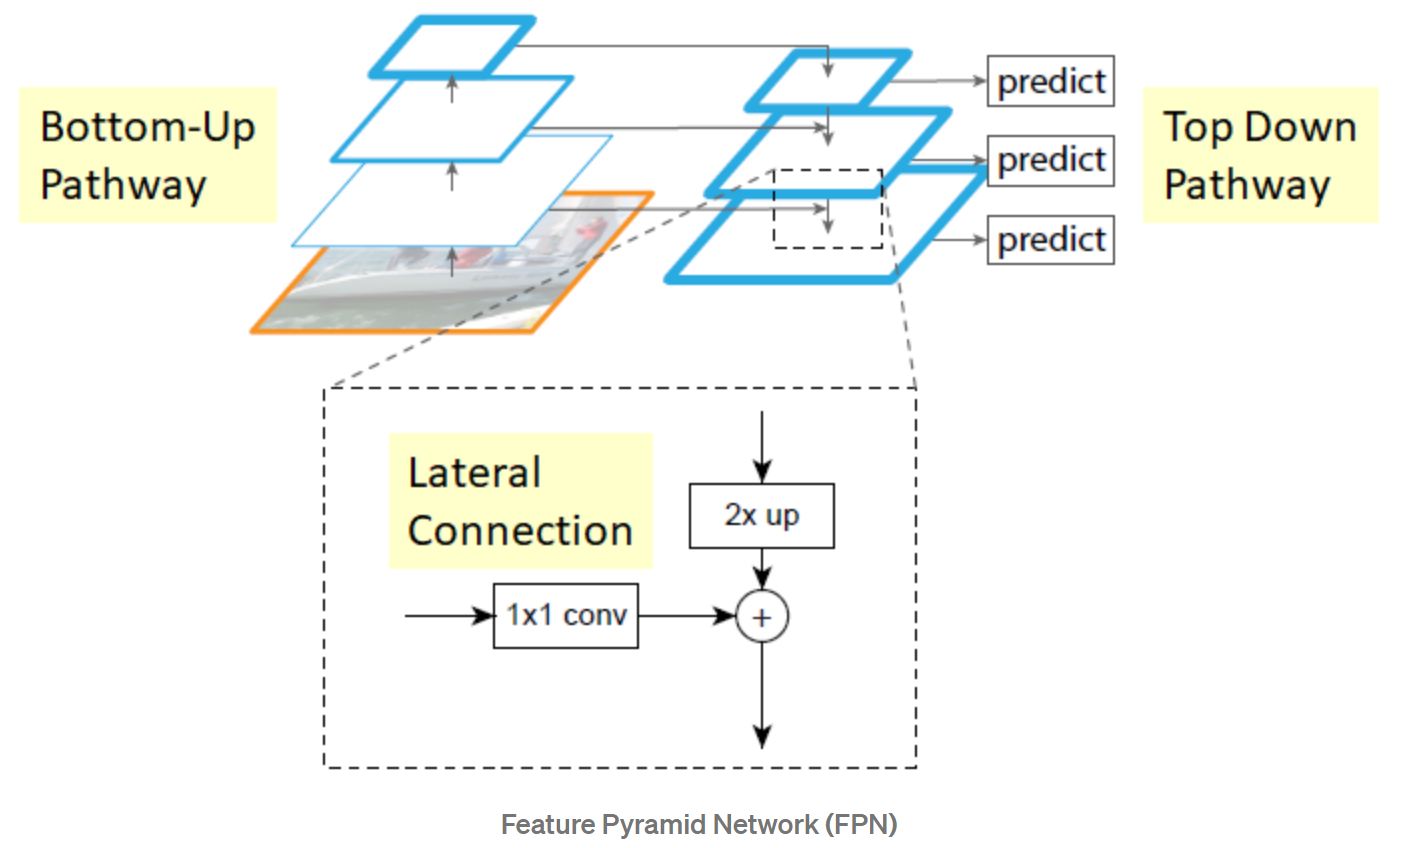 Bottom-Up
Pathway
predict
predict
predict
Top Down
Pathway
Lateral
Connection
2x up
1x1 conv
+
Feature Pyramid Network (FPN)